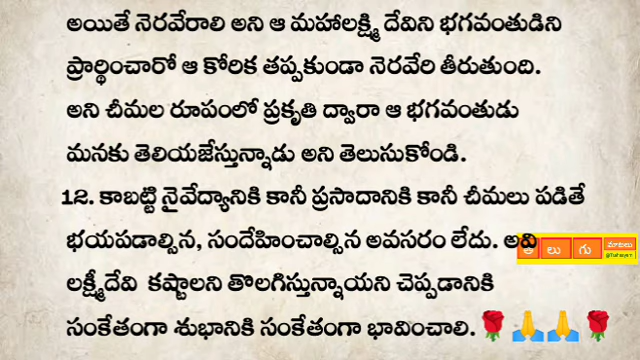 అయితే నెరవేరాలి అని ఆ మహాలక్ష్మి దేవిని భగవంతుడిని
ప్రార్థించారో ఆ కోరిక తప్పకుండా నెరవేరి తీరుతుంది.
అని చీమల రూపంలో ప్రకృతి ద్వారా ఆ భగవంతుడు
మనకు తెలియజేస్తున్నాడు అని తెలుసుకోండి.
12. కాబట్టి నైవేద్యానికి కానీ ప్రసాదానికి కానీ చీమలు పడితే
భయపడాల్సిన, సందేహించాల్సిన అవసరం లేదు. అవి
లు గు మాటలు
లక్ష్మీదేవి కష్టాలని తొలగిస్తున్నాయని చెప్పడానికి
సంకేతంగా శుభానికి సంకేతంగా భావించాలి.🌹🙏🙏🌹